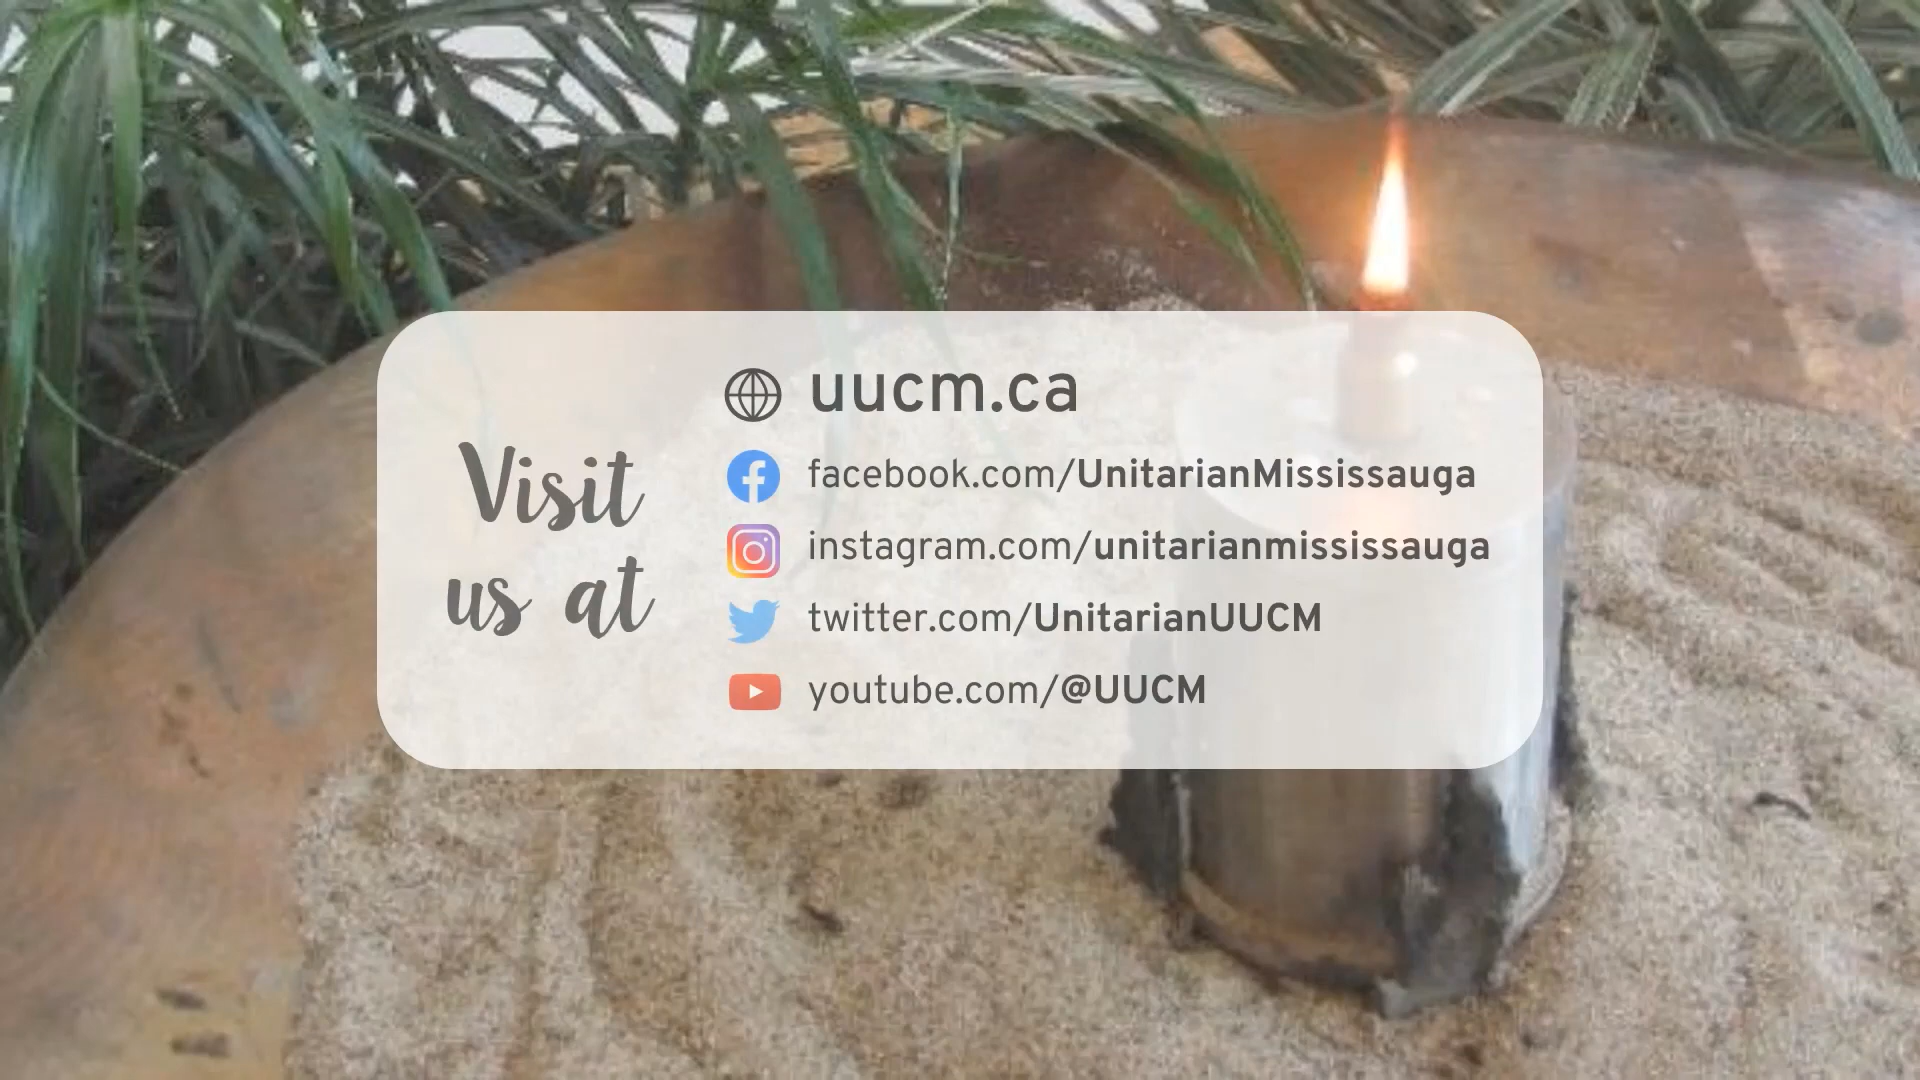 Visit
us at
uucm.ca
facebook.com/UnitarianMississauga
instagram.com/unitarianmississauga
twitter.com/UnitarianUUCM
youtube.com/@UUCM